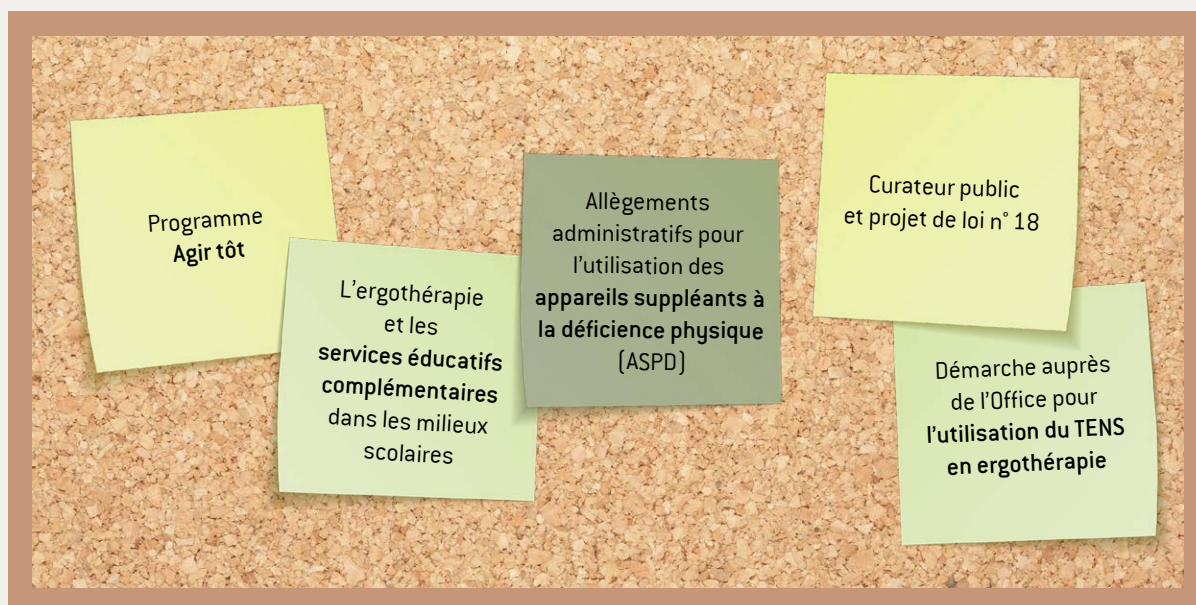 Programme
Agir tôt
L'ergothérapie
et les
services éducatifs
complémentaires
dans les milieux
scolaires
Allègements
administratifs pour
l'utilisation des
appareils suppléants à
la déficience physique
(ASPD)
Curateur public
et projet de loi n° 18
Démarche auprès
de l'Office pour
l'utilisation du TENS
en ergothérapie